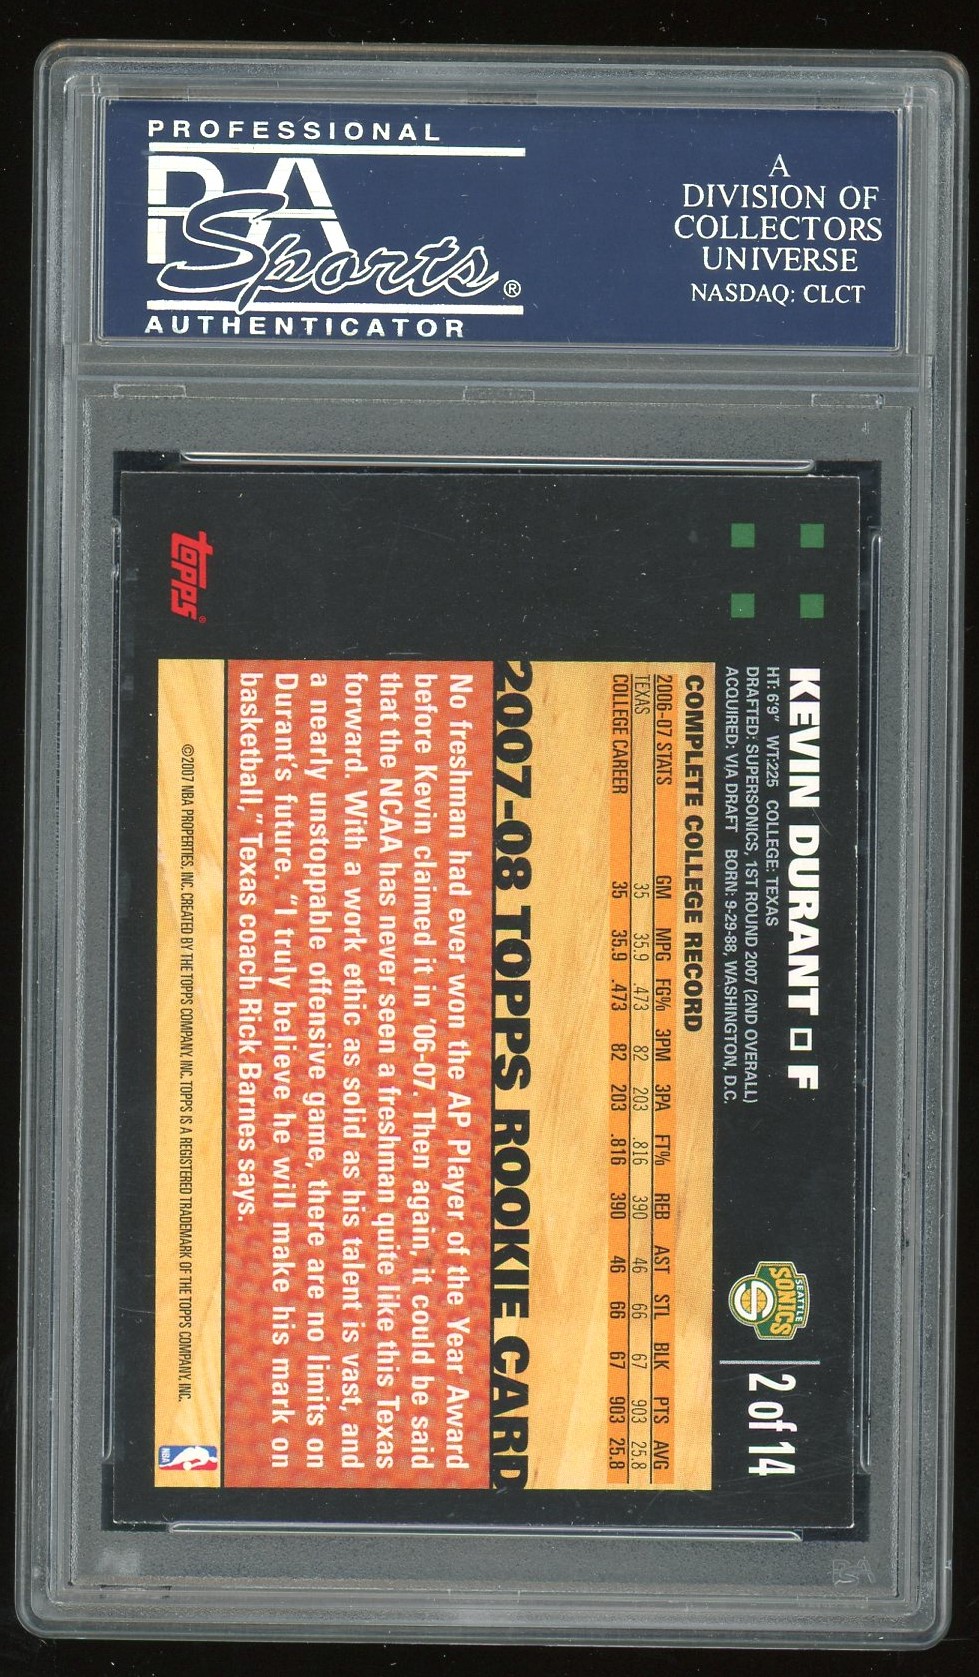 PROFESSIONAL
PSA
Sports®
AUTHENTICATOR
A
DIVISION OF
COLLECTORS
UNIVERSE
NASDAQ: CLCT
KEVIN DURANT □ F
HT: 6'9" WT:225 COLLEGE: TEXAS
DRAFTED: SUPERSONICS, 1ST ROUND 2007 (2ND OVERALL)
ACQUIRED: VIA DRAFT BORN: 9-29-88, WASHINGTON, D.C.
SEATTLE
SONICS
2 of 14
COMPLETE COLLEGE RECORD
2006-07 STATS GM MPG FG% 3PM 3PA FT% REB AST STL BLK PTS AVG
TEXAS 35 35.9 .473 82 203 .816 390 46 66 67 903 25.8
COLLEGE CAREER 35 35.9 .473 82 203 .816 390 46 66 67 903 25.8
2007-08 TOPPS ROOKIE CARD
No freshman had ever won the AP Player of the Year Award
before Kevin claimed it in '06-07. Then again, it could be said
that the NCAA has never seen a freshman quite like this Texas
forward. With a work ethic as solid as his talent is vast, and
a nearly unstoppable offensive game, there are no limits on
Durant's future. "I truly believe he will make his mark on
basketball," Texas coach Rick Barnes says.
topps®
©2007 NBA PROPERTIES, INC. CREATED BY THE TOPPS COMPANY, INC. TOPPS IS A REGISTERED TRADEMARK OF THE TOPPS COMPANY, INC.
NBA
PSA